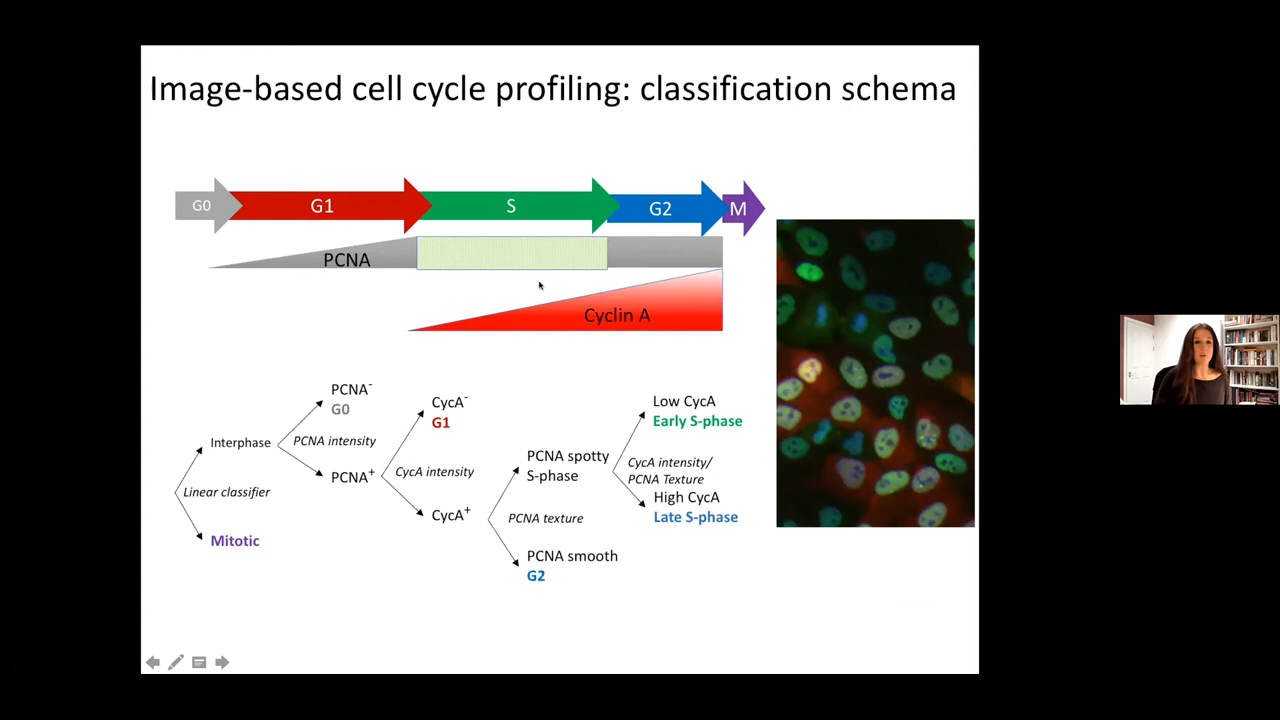 Image-based cell cycle profiling: classification schema
G0
G1
S
G2
M
PCNA
Cyclin A
PCNA-
G0
Interphase
PCNA intensity
PCNA+
Linear classifier
Mitotic
CycA-
G1
CycA intensity
CycA+
PCNA spotty
S-phase
PCNA texture
PCNA smooth
G2
Low CycA
Early S-phase
CycA intensity/
PCNA Texture
High CycA
Late S-phase